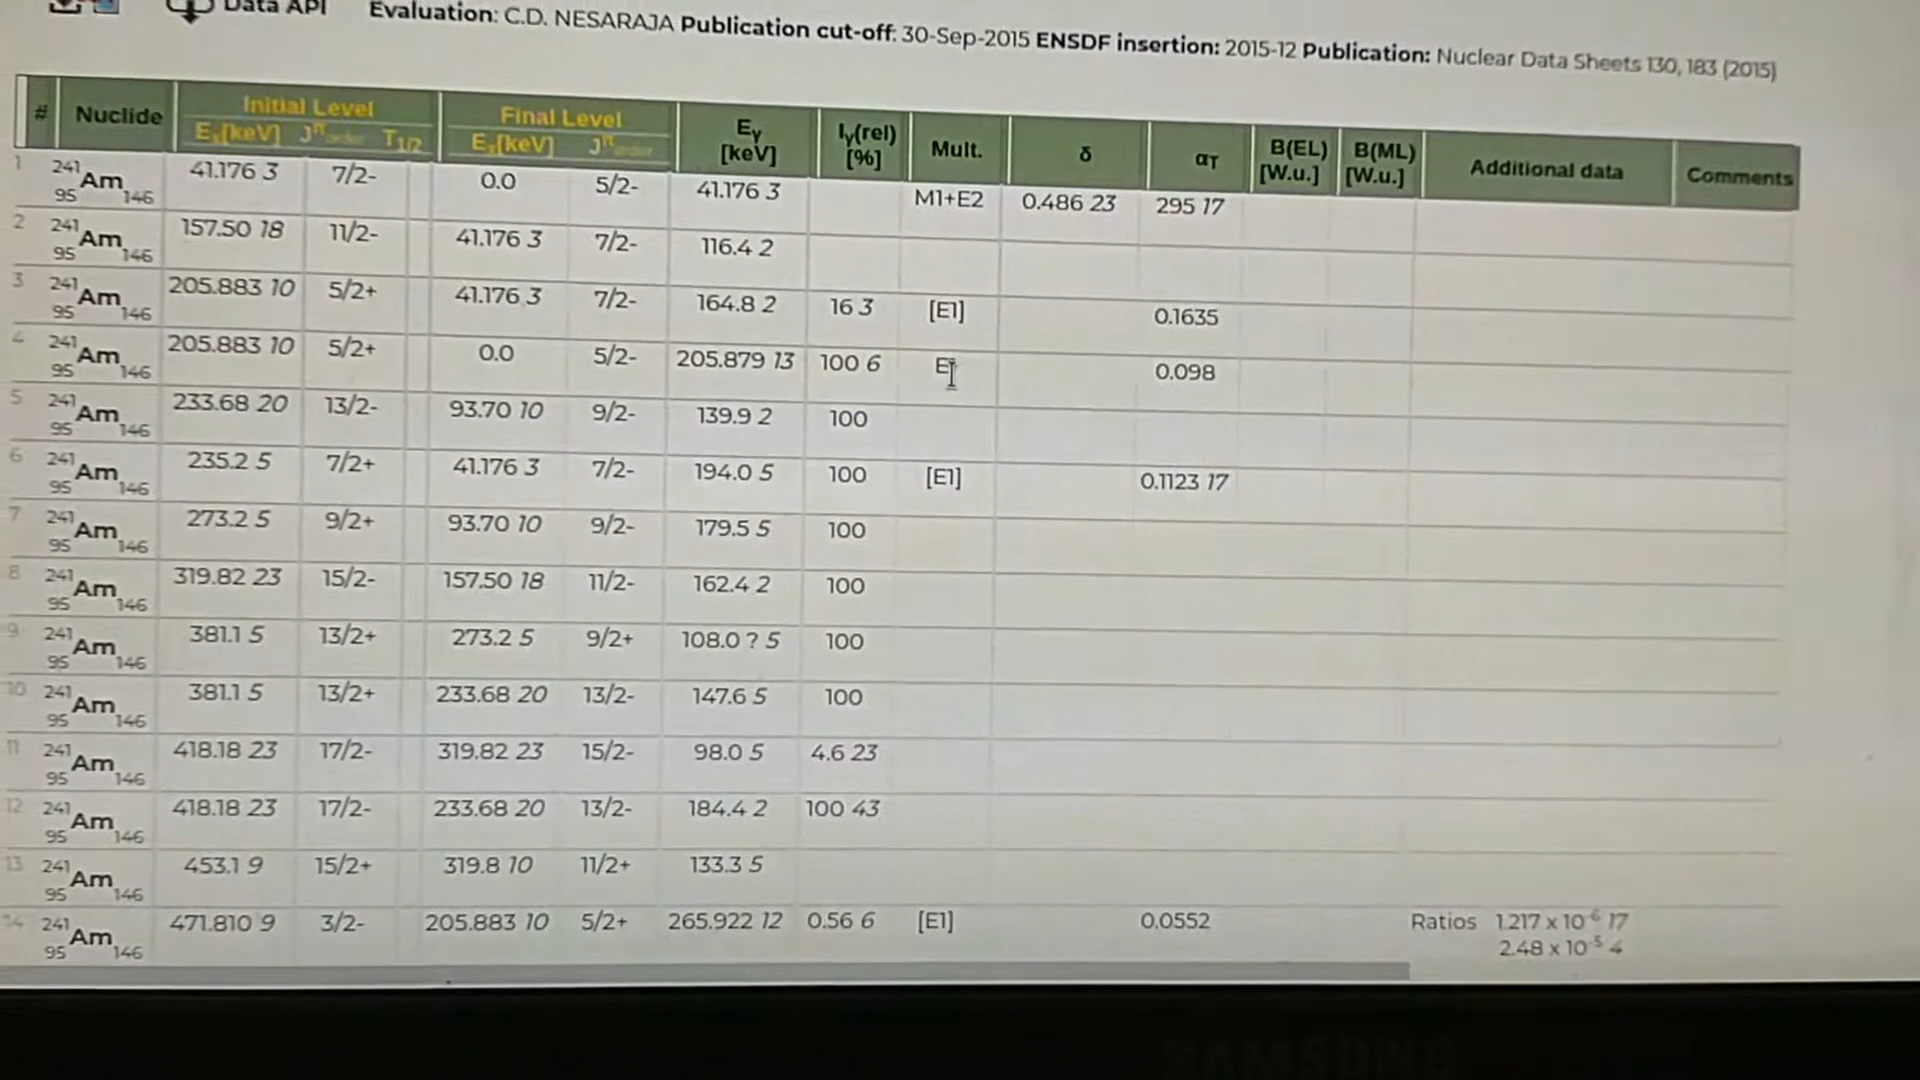 Data API Evaluation: C.D. NESARAJA Publication cut-off: 30-Sep-2015 ENSDF insertion: 2015-12 Publication: Nuclear Data Sheets 130, 183 (2015)
# Nuclide Initial Level Final Level Eγ [keV] Iγ(rel) [%] Mult. δ αT B(EL) [W.u.] B(ML) [W.u.] Additional data Comments
[keV] Jπorder T1/2 [keV] Jπorder
1 241 95 Am 146 41.176 3 7/2- 0.0 5/2- 41.176 3 M1+E2 0.486 23 295 17
2 241 95 Am 146 157.50 18 11/2- 41.176 3 7/2- 116.4 2
3 241 95 Am 146 205.883 10 5/2+ 41.176 3 7/2- 164.8 2 16 3 [E1] 0.1635
4 241 95 Am 146 205.883 10 5/2+ 0.0 5/2- 205.879 13 100 6 E 0.098
5 241 95 Am 146 233.68 20 13/2- 93.70 10 9/2- 139.9 2 100
6 241 95 Am 146 235.2 5 7/2+ 41.176 3 7/2- 194.0 5 100 [E1] 0.1123 17
7 241 95 Am 146 273.2 5 9/2+ 93.70 10 9/2- 179.5 5 100
8 241 95 Am 146 319.82 23 15/2- 157.50 18 11/2- 162.4 2 100
9 241 95 Am 146 381.1 5 13/2+ 273.2 5 9/2+ 108.0 ? 5 100
10 241 95 Am 146 381.1 5 13/2+ 233.68 20 13/2- 147.6 5 100
11 241 95 Am 146 418.18 23 17/2- 319.82 23 15/2- 98.0 5 4.6 23
12 241 95 Am 146 418.18 23 17/2- 233.68 20 13/2- 184.4 2 100 43
13 241 95 Am 146 453.1 9 15/2+ 319.8 10 11/2+ 133.3 5
14 241 95 Am 146 471.810 9 3/2- 205.883 10 5/2+ 265.922 12 0.56 6 [E1] 0.0552 Ratios 1.217 x 10-6 17
2.48 x 10-5 4
SAMSUNG